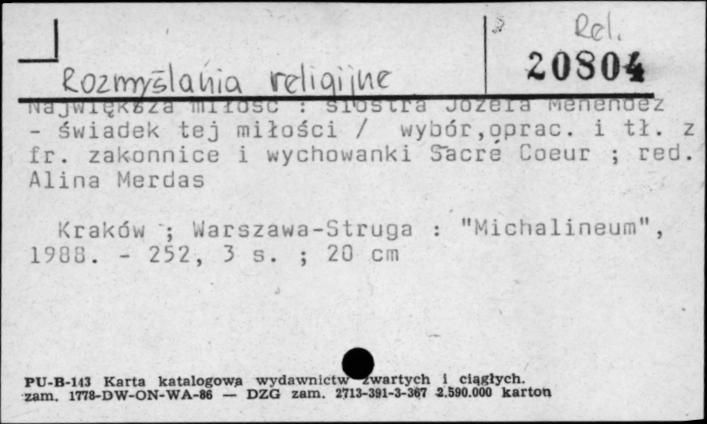 Rel.
20804
Rozmyślania religijne
Największa miłość : siostra Józefa Menendez
- świadek tej miłości / wybór,oprac. i tł. z
fr. zakonnice i wychowanki Sacré Coeur ; red.
Alina Merdas
Kraków ; Warszawa-Struga : "Michalineum",
1988. - 252, 3 s. ; 20 cm
PU-B-143 Karta katalogowa wydawnictw zwartych i ciągłych.
zam. 1778-DW-ON-WA-86 — DZG zam. 2713-391-3-367 2.590.000 karton